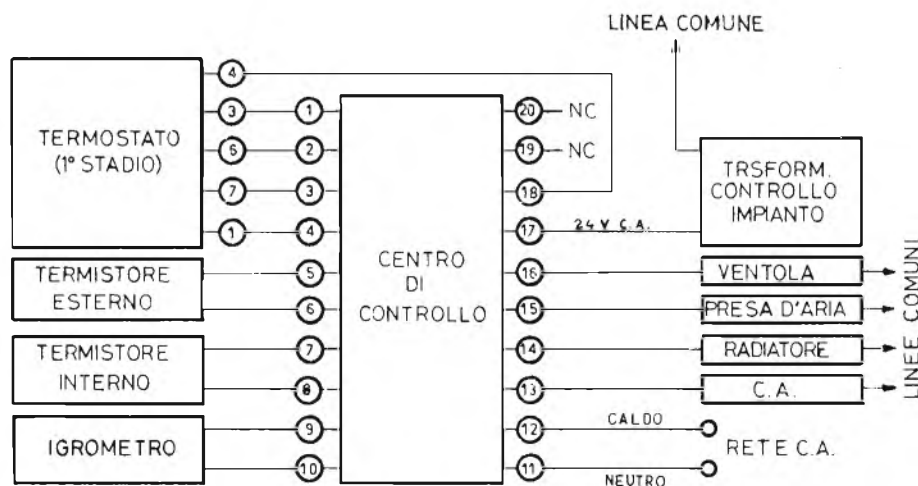 LINEA COMUNE
TERMOSTATO
(1º STADIO)
4
3
6
7
1
1
2
3
4
5
6
7
8
9
10
TERMISTORE
ESTERNO
TERMISTORE
INTERNO
IGROMETRO
CENTRO
DI
CONTROLLO
20 NC
19 NC
18
17
16
15
14
13
12
11
24 V C.A.
TRSFORM.
CONTROLLO
IMPIANTO
VENTOLA
PRESA D'ARIA
RADIATORE
C.A.
LINEE COMUNI
CALDO
NEUTRO
RETE C.A.